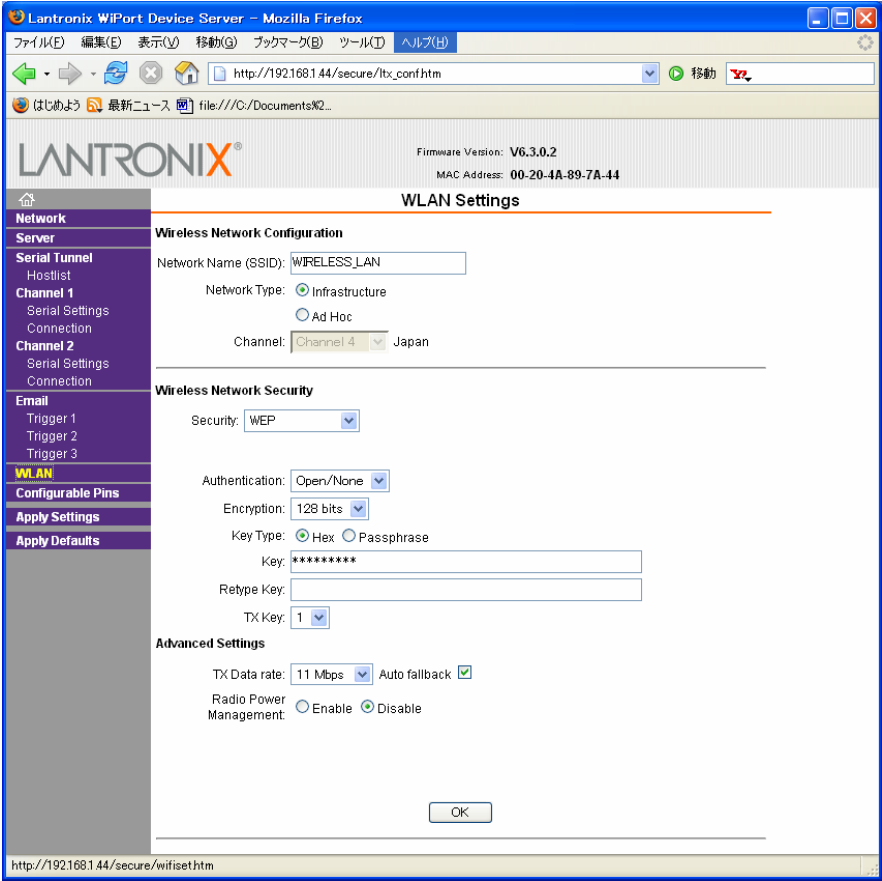 Lantronix WiPort Device Server - Mozilla Firefox
ファイル(F) 編集(E) 表示(V) 移動(G) ブックマーク(B) ツール(T) ヘルプ(H)
http://192.168.1.44/secure/ltx_conf.htm 移動
はじめよう 最新ニュース file:///C:/Documents%2...
LANTRONIX®
Firmware Version: V6.3.0.2
MAC Address: 00-20-4A-89-7A-44
WLAN Settings
Network
Server
Serial Tunnel
Hostlist
Channel 1
Serial Settings
Connection
Channel 2
Serial Settings
Connection
Email
Trigger 1
Trigger 2
Trigger 3
WLAN
Configurable Pins
Apply Settings
Apply Defaults
Wireless Network Configuration
Network Name (SSID): WIRELESS_LAN
Network Type: Infrastructure
Ad Hoc
Channel: Channel 4 Japan
Wireless Network Security
Security: WEP
Authentication: Open/None
Encryption: 128 bits
Key Type: Hex Passphrase
Key: *********
Retype Key:
TX Key: 1
Advanced Settings
TX Data rate: 11 Mbps Auto fallback
Radio Power
Management: Enable Disable
OK
http://192.168.1.44/secure/wifiset.htm